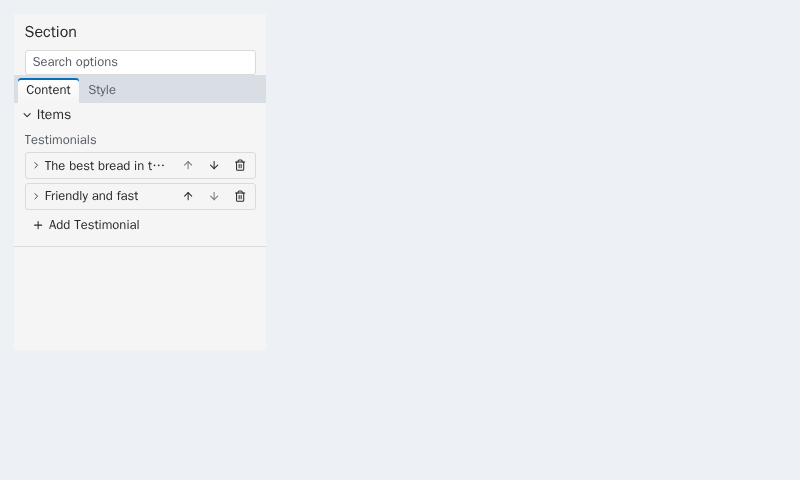 Section
Search options
Content
Style
Items
Testimonials
The best bread in t⋯
Friendly and fast
Add Testimonial